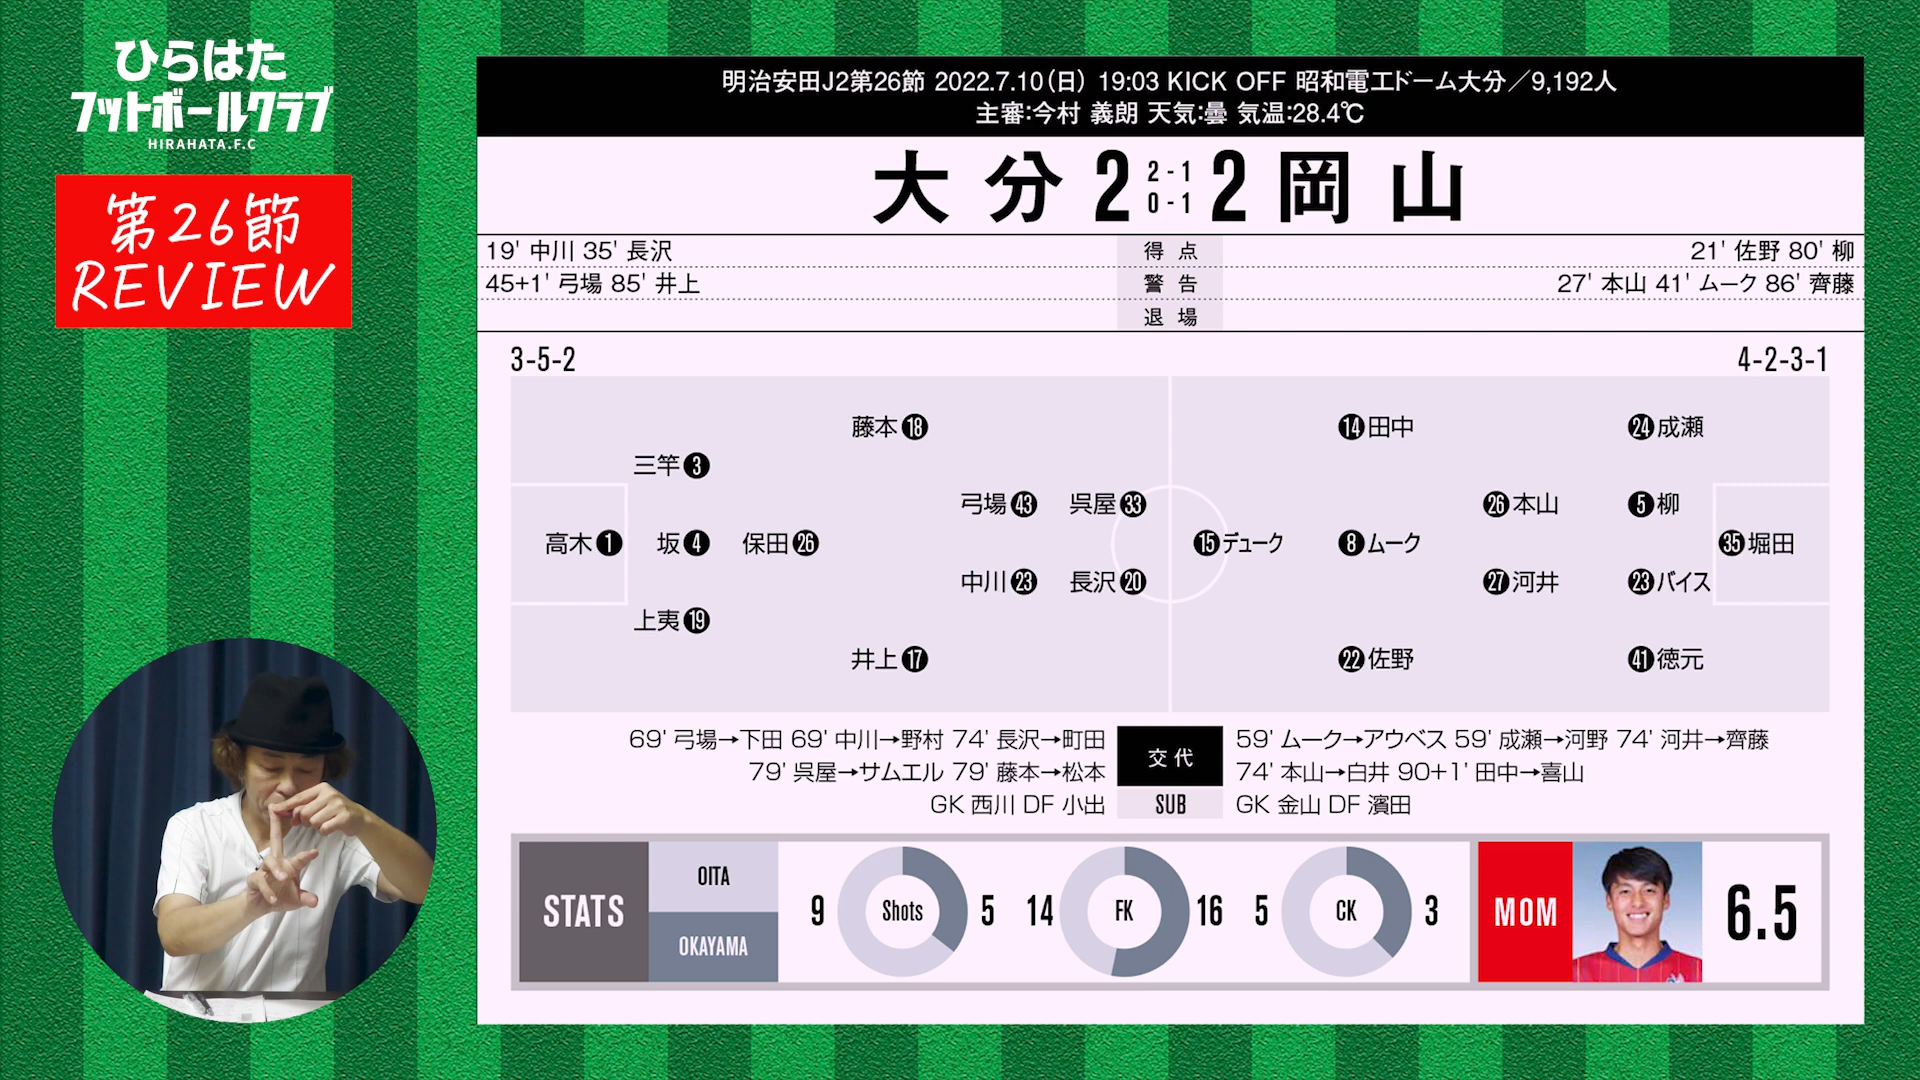 ひらはた
フットボールクラブ
HIRAHATA.F.C
第26節
REVIEW
明治安田J2第26節 2022.7.10(日) 19:03 KICK OFF 昭和電工ドーム大分/9,192人
主審:今村 義朗 天気:曇 気温:28.4℃
大分 2 2-1 2 岡山
0-1
19' 中川 35' 長沢 得点 21' 佐野 80' 柳
45+1' 弓場 85' 井上 警告 27' 本山 41' ムーク 86' 齊藤
退場
3-5-2 4-2-3-1
藤本 18 14 田中 24 成瀬
三竿 3
弓場 43 呉屋 33 26 本山 5 柳
高木 1 坂 4 保田 26 15 デューク 8 ムーク 35 堀田
中川 23 長沢 20 27 河井 23 バイス
上夷 19
井上 17 22 佐野 41 徳元
69' 弓場→下田 69' 中川→野村 74' 長沢→町田 交代 59' ムーク→アウベス 59' 成瀬→河野 74' 河井→齊藤
79' 呉屋→サムエル 79' 藤本→松本 74' 本山→白井 90+1' 田中→喜山
GK 西川 DF 小出 SUB GK 金山 DF 濱田
STATS OITA 9 Shots 5 14 FK 16 5 CK 3 MOM 6.5
OKAYAMA